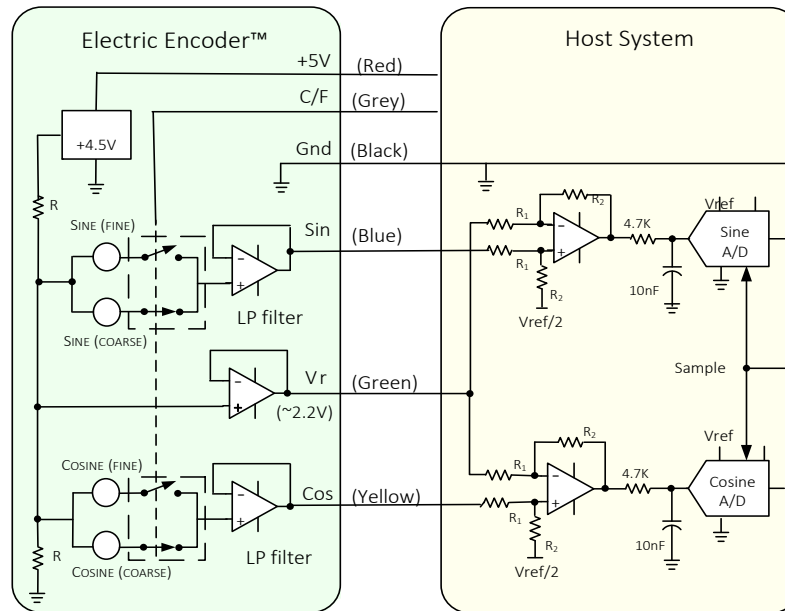 Electric Encoder™
Host System
+5V (Red)
C/F (Grey)
+4.5V
Gnd (Black)
R
SINE (FINE)
Sin (Blue)
LP filter
SINE (COARSE)
R₁
R₂
R₁
R₂
Vref/2
4.7K
10nF
Vref
Sine
A/D
Vr (Green)
(~2.2V)
Sample
COSINE (FINE)
Cos (Yellow)
LP filter
R
COSINE (COARSE)
R₁
R₂
R₁
R₂
Vref/2
4.7K
10nF
Vref
Cosine
A/D